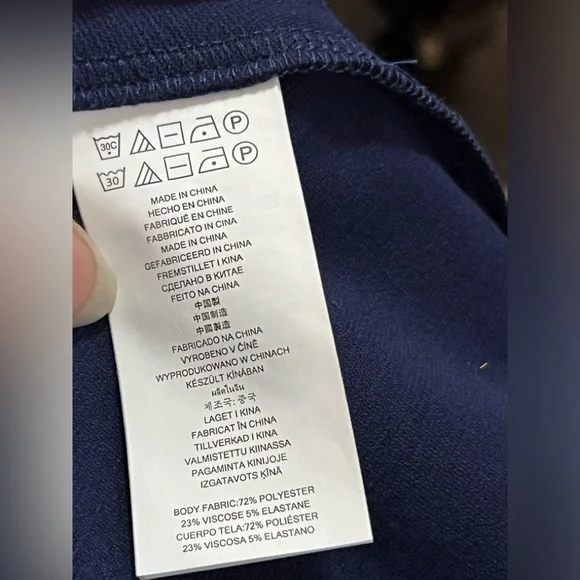 30C P
30 P
MADE IN CHINA
HECHO EN CHINA
FABRIQUÉ EN CHINE
FABBRICATO IN CINA
MADE IN CHINA
GEFABRICEERD IN CHINA
FREMSTILLET I KINA
СДЕЛАНО В КИТАЕ
FEITO NA CHINA
中国製
中国制造
中國製造
FABRICADO NA CHINA
VYROBENO V ČÍNĚ
WYPRODUKOWANO W CHINACH
KÉSZÜLT KÍNÁBAN
ผลิตในจีน
제조국: 중국
LAGET I KINA
FABRICAT ÎN CHINA
TILLVERKAD I KINA
VALMISTETTU KIINASSA
PAGAMINTA KINIJOJE
IZGATAVOTS ĶĪNĀ
BODY FABRIC:72% POLYESTER
23% VISCOSE 5% ELASTANE
CUERPO TELA:72% POLIÉSTER
23% VISCOSA 5% ELASTANO